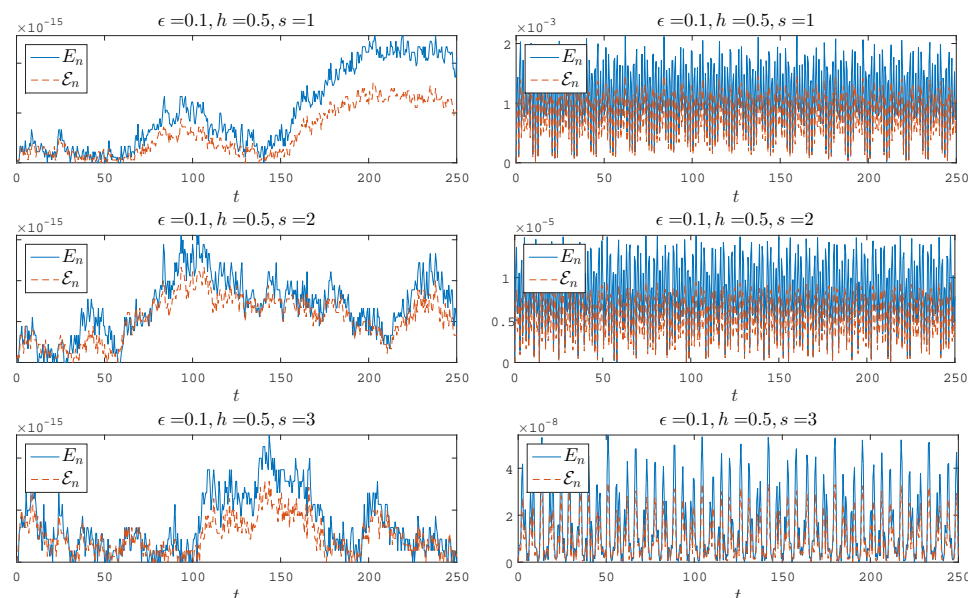 ϵ =0.1, h =0.5, s =1
×10⁻¹⁵
E_n
ℰ_n
0 50 100 150 200 250
t
ϵ =0.1, h =0.5, s =1
×10⁻³
2
1
0
E_n
ℰ_n
0 50 100 150 200 250
t
ϵ =0.1, h =0.5, s =2
×10⁻¹⁵
E_n
ℰ_n
0 50 100 150 200 250
t
ϵ =0.1, h =0.5, s =2
×10⁻⁵
1
0.5
0
E_n
ℰ_n
0 50 100 150 200 250
t
ϵ =0.1, h =0.5, s =3
×10⁻¹⁵
E_n
ℰ_n
0 50 100 150 200 250
t
ϵ =0.1, h =0.5, s =3
×10⁻⁸
4
2
0
E_n
ℰ_n
0 50 100 150 200 250
t